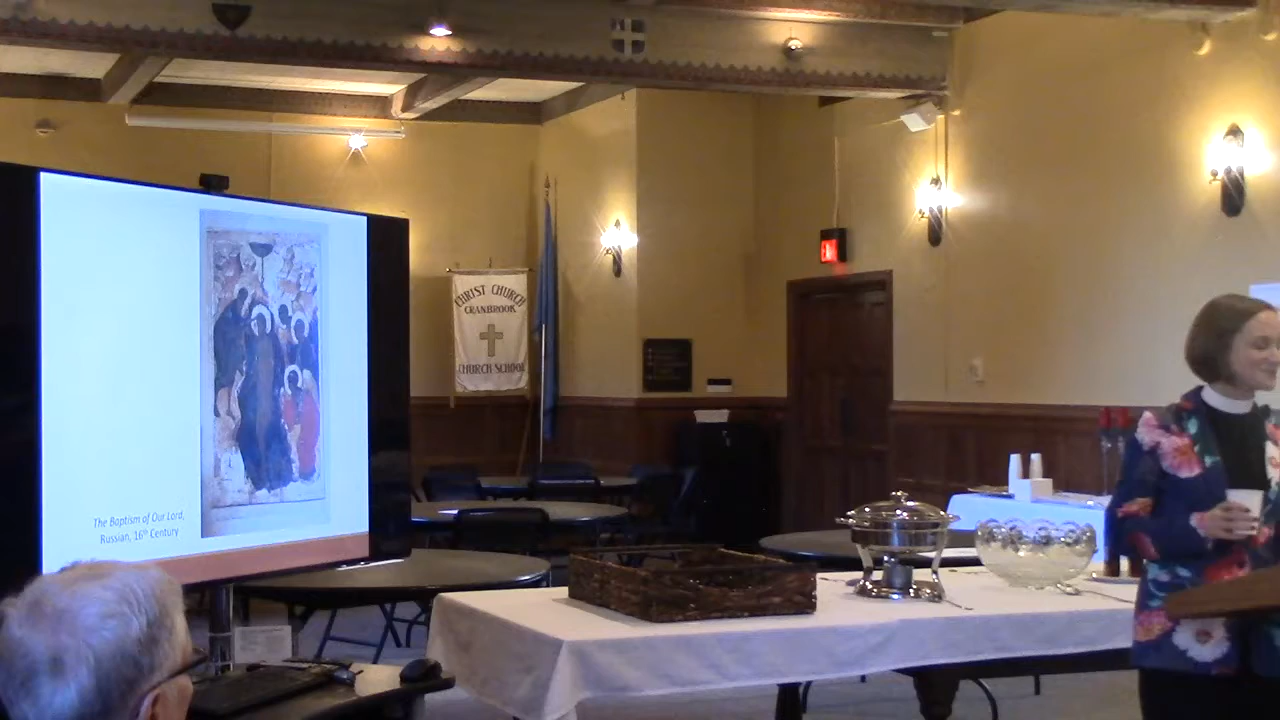 The Baptism of Our Lord,
Russian, 16th Century
CHRIST CHURCH
CRANBROOK
CHURCH SCHOOL